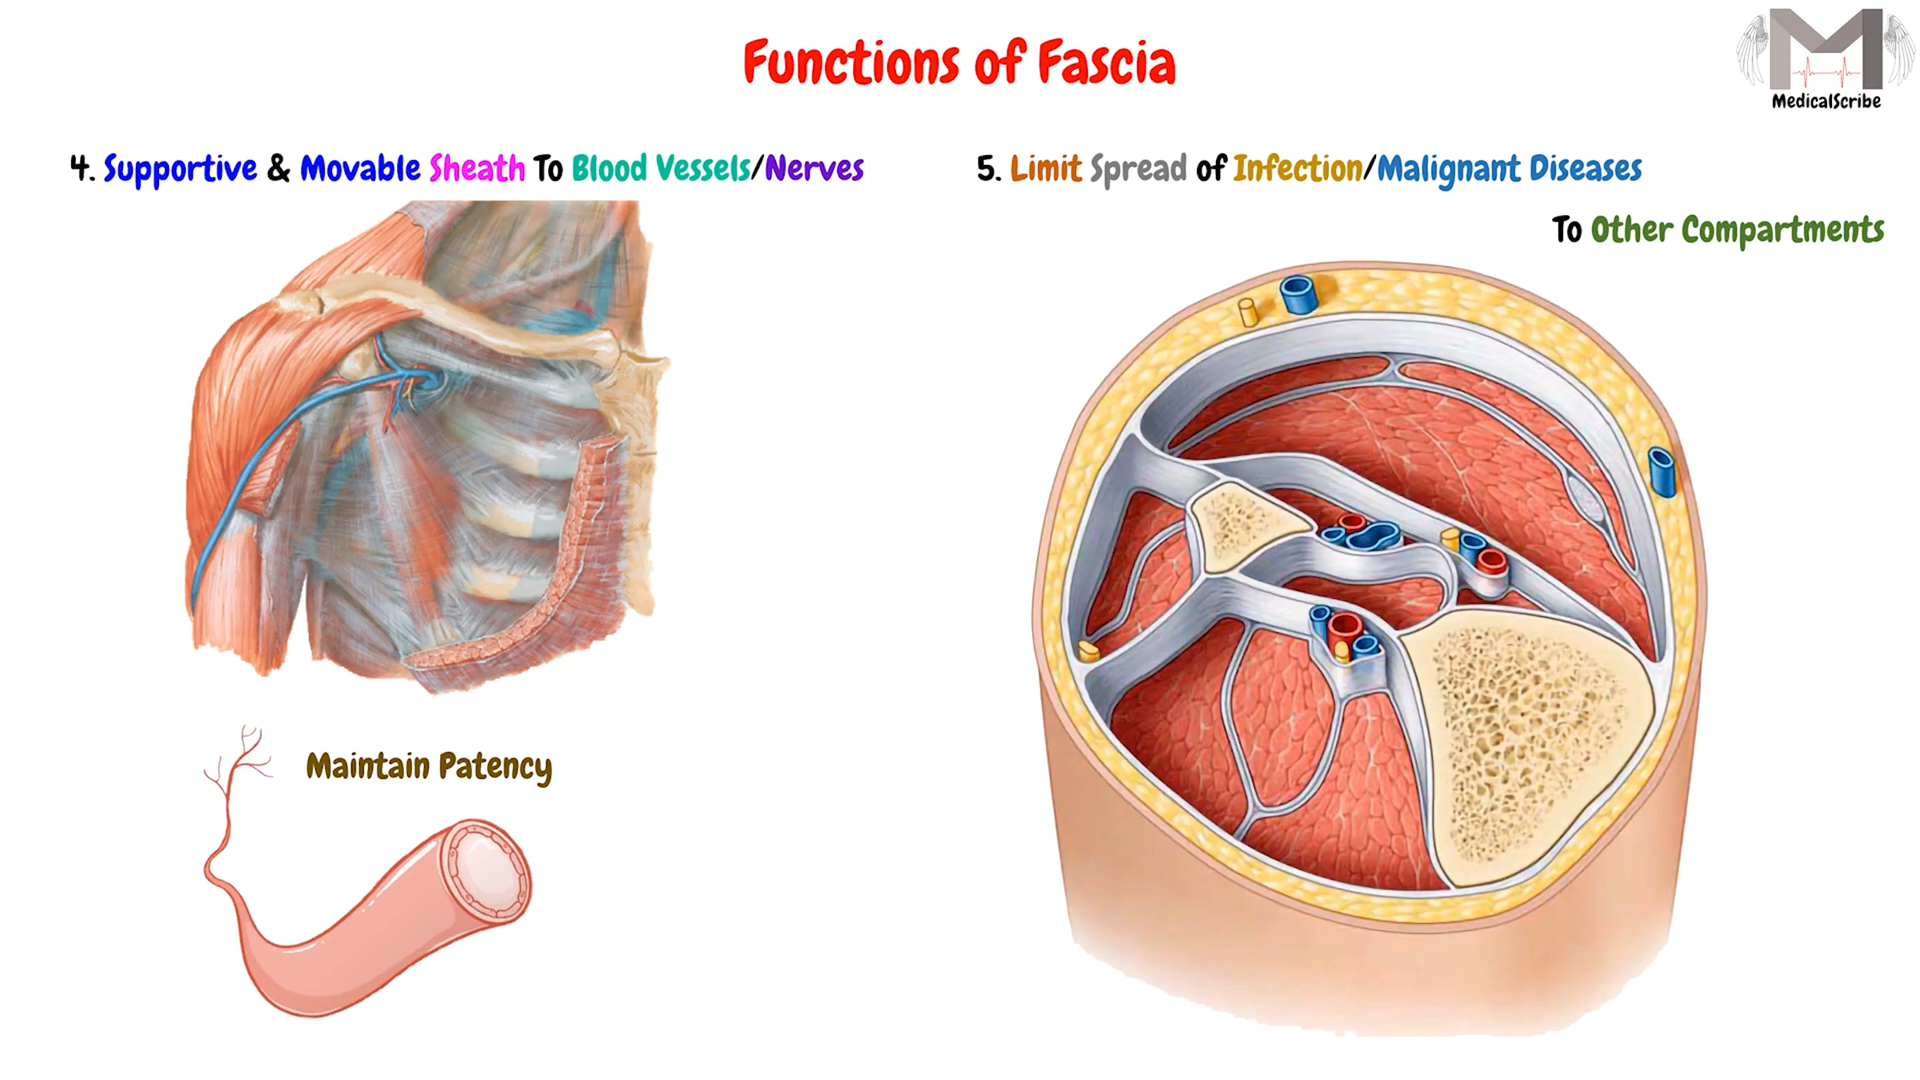 Functions of Fascia
MedicalScribe
4. Supportive & Movable Sheath To Blood Vessels/Nerves
5. Limit Spread of Infection/Malignant Diseases
To Other Compartments
Maintain Patency